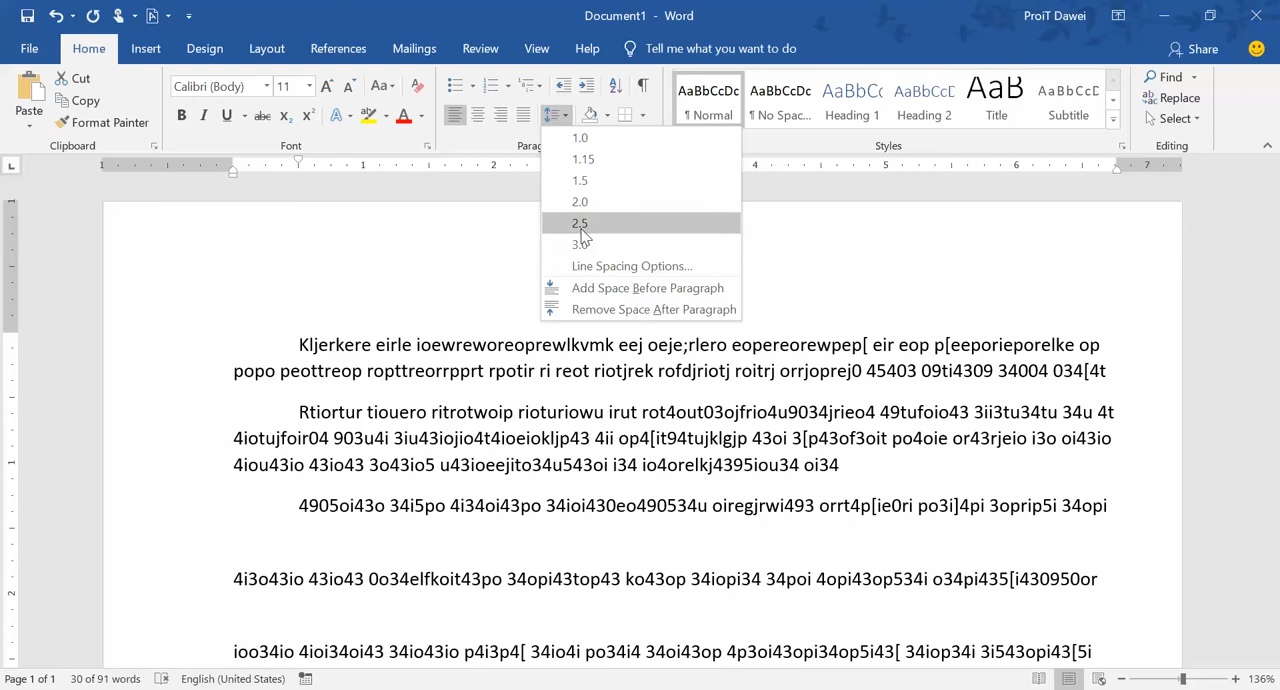 Document1 - Word
ProiT Dawei
File Home Insert Design Layout References Mailings Review View Help Tell me what you want to do Share
Paste
Cut
Copy
Format Painter
Clipboard
Calibri (Body) 11
Font
Parag
AaBbCcDc
¶ Normal
AaBbCcDc
¶ No Spac...
AaBbCc
Heading 1
AaBbCcC
Heading 2
AaB
Title
AaBbCcD
Subtitle
Styles
Find
Replace
Select
Editing
1.0
1.15
1.5
2.0
2.5
3.0
Line Spacing Options...
Add Space Before Paragraph
Remove Space After Paragraph
Kljerkere eirle ioewreworeoprewlkvmk eej oeje;rlero eopereorewpep[ eir eop p[eeporieporelke op
popo peottreop ropttreorrpprt rpotir ri reot riotjrek rofdjriotj roitrj orrjoprej0 45403 09ti4309 34004 034[4t
Rtiortur tiouero ritrotwoip rioturiowu irut rot4out03ojfrio4u9034jrieo4 49tufoio43 3ii3tu34tu 34u 4t
4iotujfoir04 903u4i 3iu43iojio4t4ioeiokljp43 4ii op4[it94tujklgjp 43oi 3[p43of3oit po4oie or43rjeio i3o oi43io
4iou43io 43io43 3o43io5 u43ioeejito34u543oi i34 io4orelkj4395iou34 oi34
4905oi43o 34i5po 4i34oi43po 34ioi430eo490534u oiregjrwi493 orrt4p[ie0ri po3i]4pi 3oprip5i 34opi
4i3o43io 43io43 0o34elfkoit43po 34opi43top43 ko43op 34iopi34 34poi 4opi43op534i o34pi435[i430950or
ioo34io 4ioi34oi43 34io43io p4i3p4[ 34io4i po34i4 34oi43op 4p3o43opi34op5i43[ 34iop34i 3i543opi43[5i
Page 1 of 1 30 of 91 words English (United States) 136%